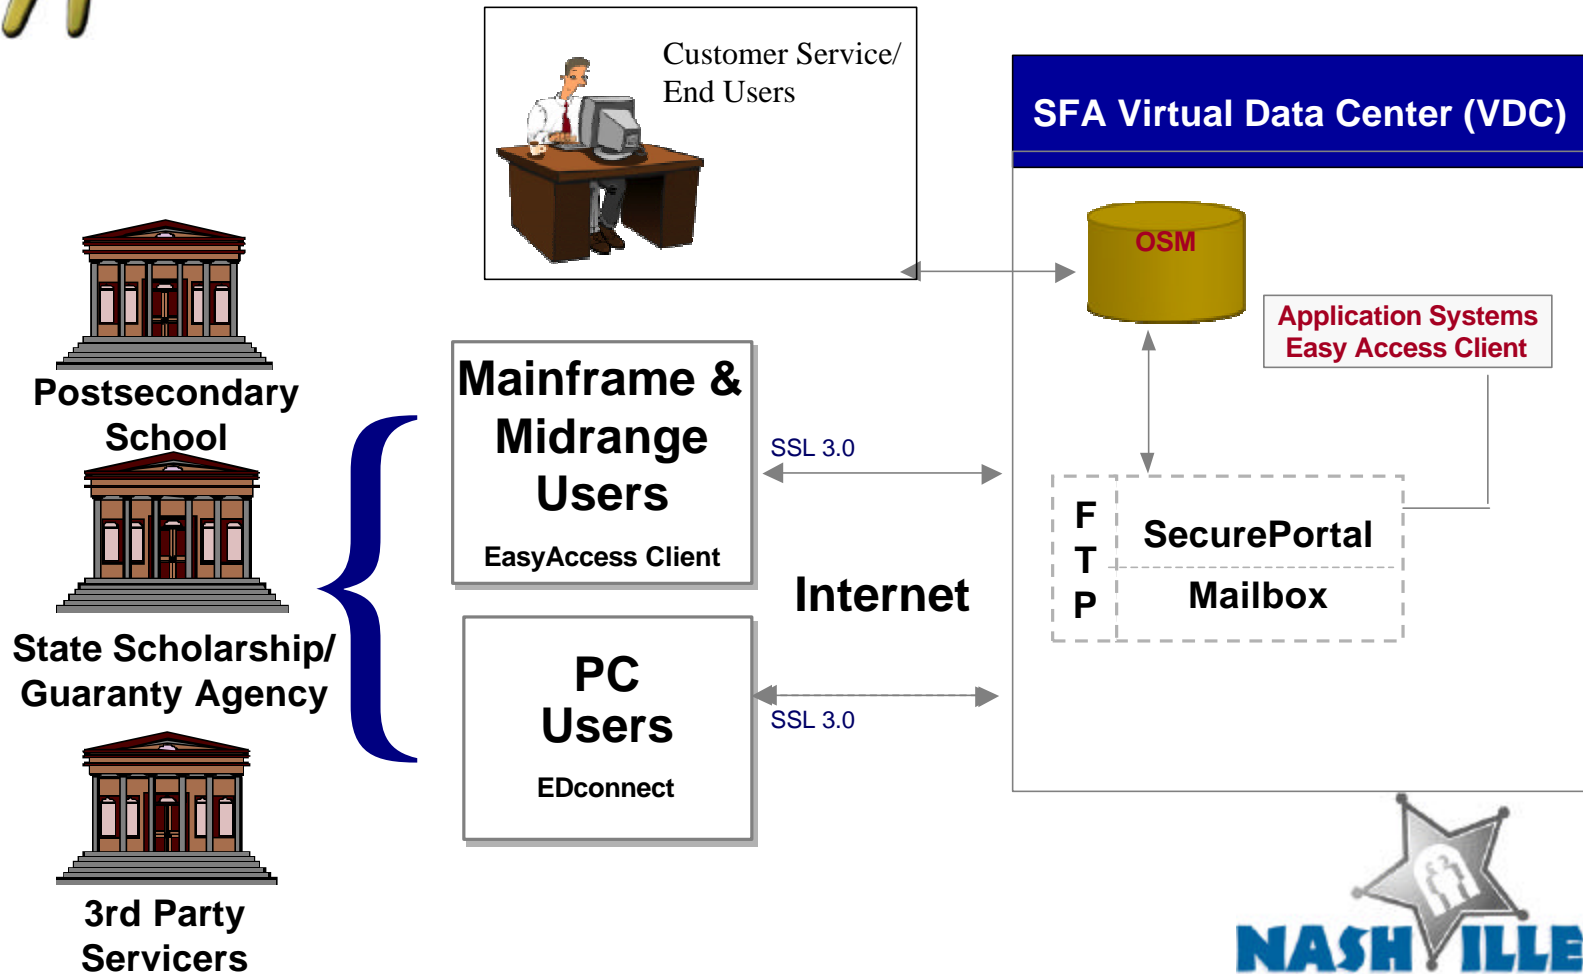 Customer Service/
End Users
SFA Virtual Data Center (VDC)
OSM
Application Systems
Easy Access Client
Postsecondary
School
State Scholarship/
Guaranty Agency
3rd Party
Servicers
Mainframe &
Midrange
Users
EasyAccess Client
SSL 3.0
Internet
PC
Users
EDconnect
SSL 3.0
F
T
P
SecurePortal
Mailbox
NASHVILLE